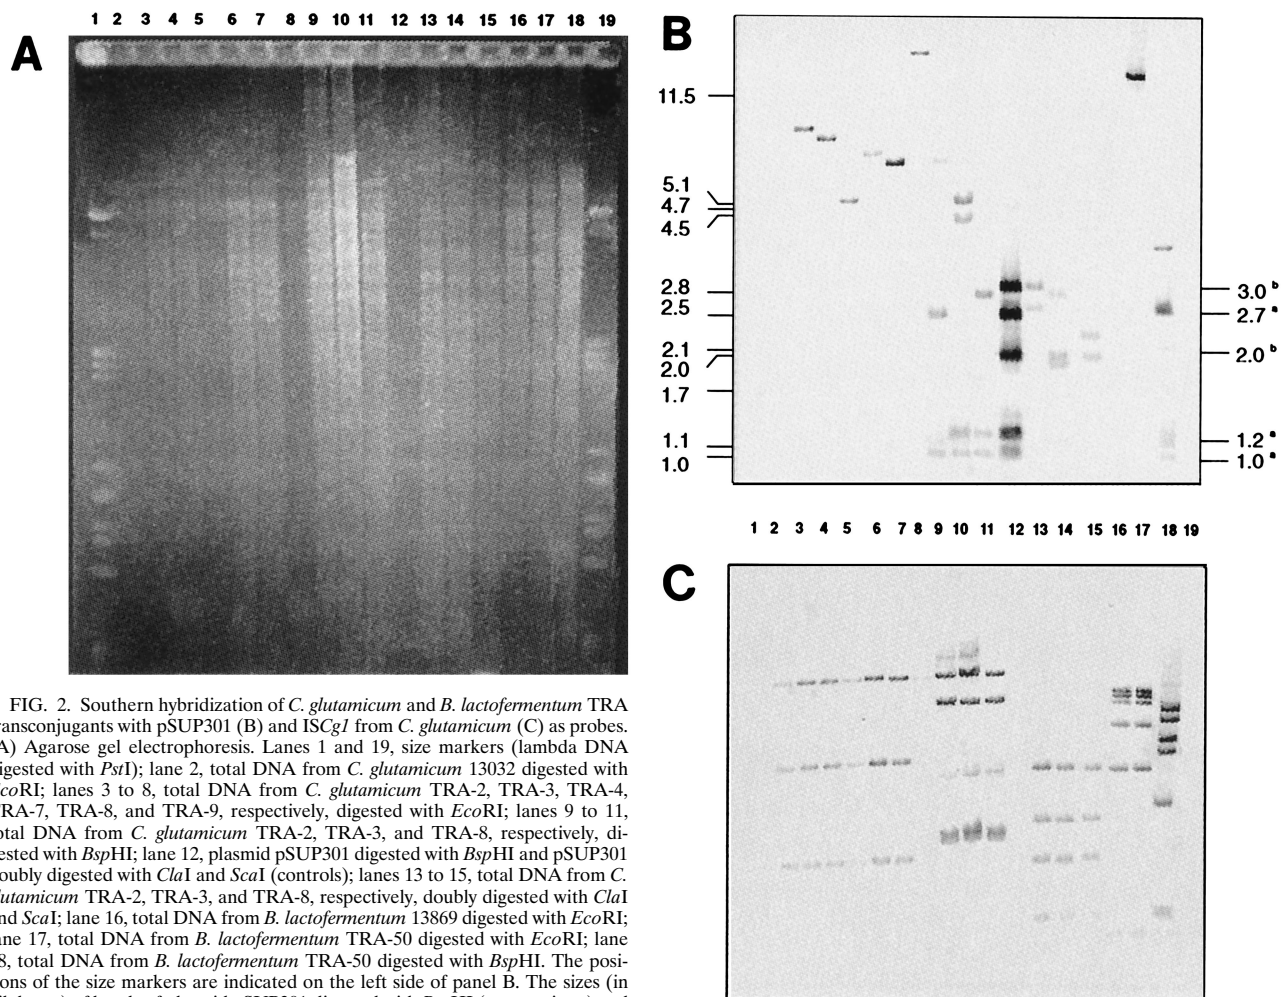 1 2 3 4 5 6 7 8 9 10 11 12 13 14 15 16 17 18 19
A
B
11.5
5.1
4.7
4.5
2.8
2.5
2.1
2.0
1.7
1.1
1.0
3.0 b
2.7 a
2.0 b
1.2 a
1.0 a
1 2 3 4 5 6 7 8 9 10 11 12 13 14 15 16 17 18 19
C
FIG. 2. Southern hybridization of C. glutamicum and B. lactofermentum TRA
ransconjugants with pSUP301 (B) and ISCg1 from C. glutamicum (C) as probes.
A) Agarose gel electrophoresis. Lanes 1 and 19, size markers (lambda DNA
igested with PstI); lane 2, total DNA from C. glutamicum 13032 digested with
coRI; lanes 3 to 8, total DNA from C. glutamicum TRA-2, TRA-3, TRA-4,
RA-7, TRA-8, and TRA-9, respectively, digested with EcoRI; lanes 9 to 11,
otal DNA from C. glutamicum TRA-2, TRA-3, and TRA-8, respectively, di-
ested with BspHI; lane 12, plasmid pSUP301 digested with BspHI and pSUP301
oubly digested with ClaI and ScaI (controls); lanes 13 to 15, total DNA from C.
lutamicum TRA-2, TRA-3, and TRA-8, respectively, doubly digested with ClaI
nd ScaI; lane 16, total DNA from B. lactofermentum 13869 digested with EcoRI;
ane 17, total DNA from B. lactofermentum TRA-50 digested with EcoRI; lane
8, total DNA from B. lactofermentum TRA-50 digested with BspHI. The posi-
ons of the size markers are indicated on the left side of panel B. The sizes (in